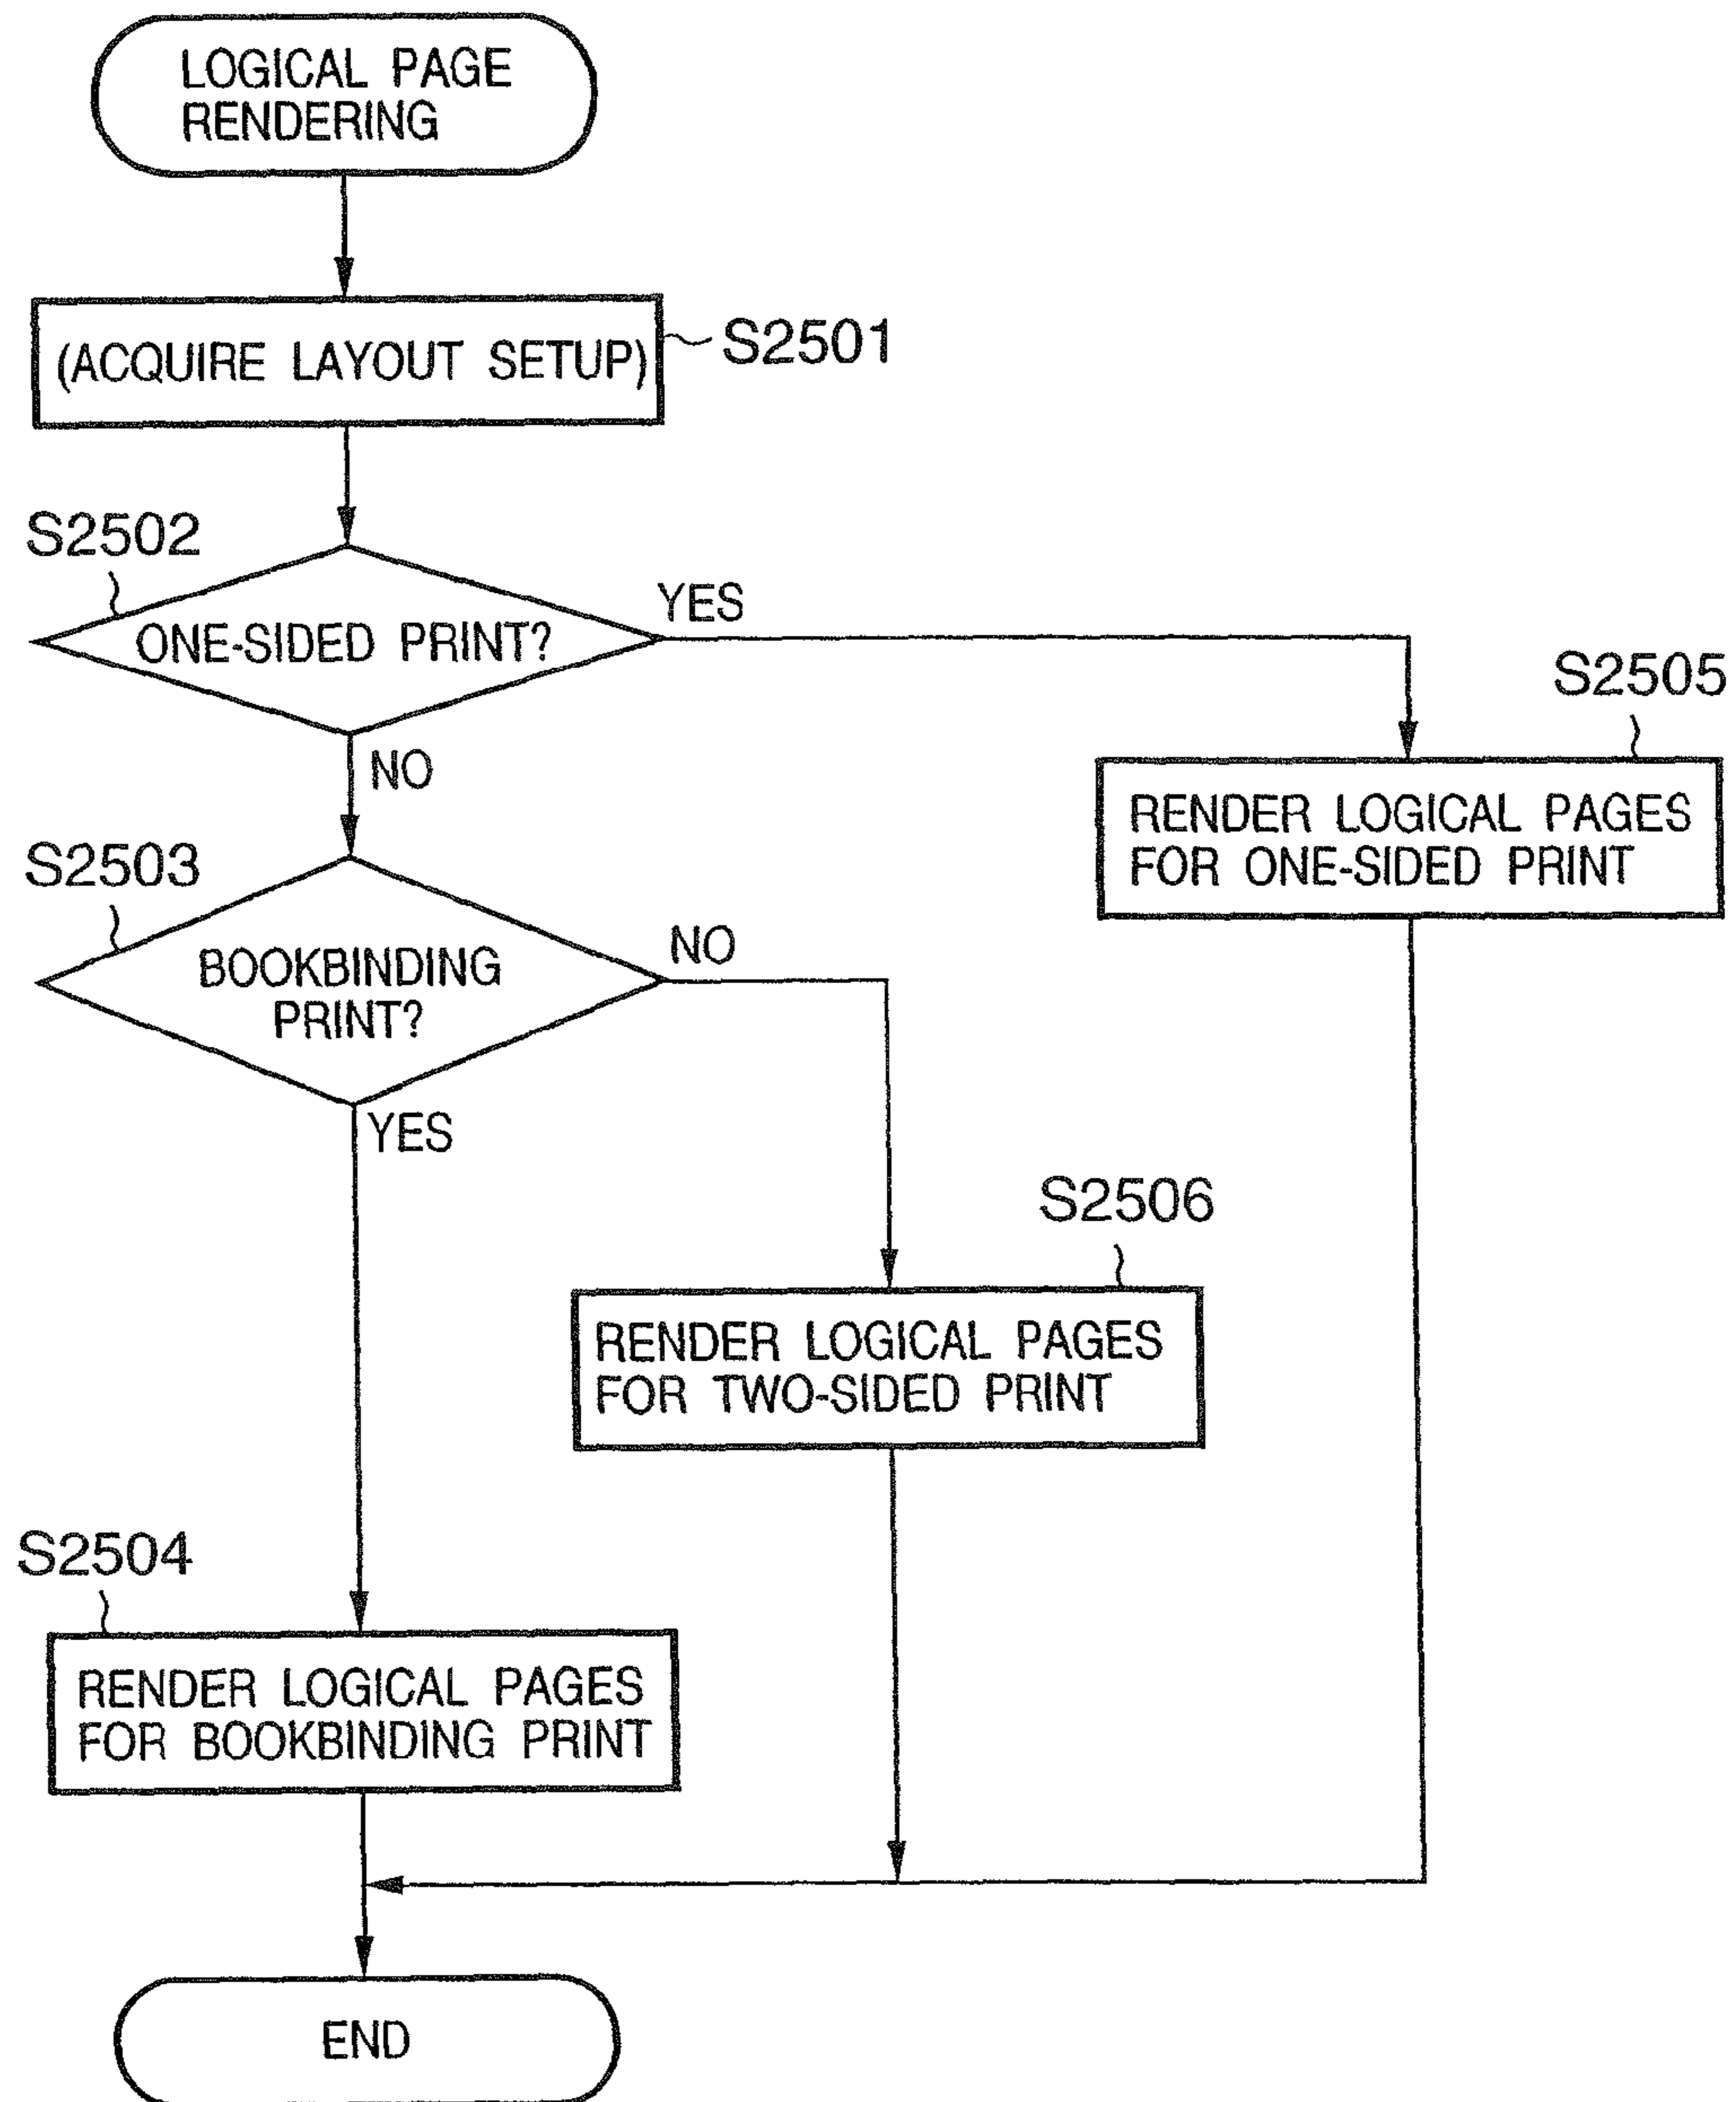 LOGICAL PAGE
RENDERING
(ACQUIRE LAYOUT SETUP)
S2501
S2502
ONE-SIDED PRINT?
YES
NO
S2505
RENDER LOGICAL PAGES
FOR ONE-SIDED PRINT
S2503
BOOKBINDING
PRINT?
NO
YES
S2506
RENDER LOGICAL PAGES
FOR TWO-SIDED PRINT
S2504
RENDER LOGICAL PAGES
FOR BOOKBINDING PRINT
END